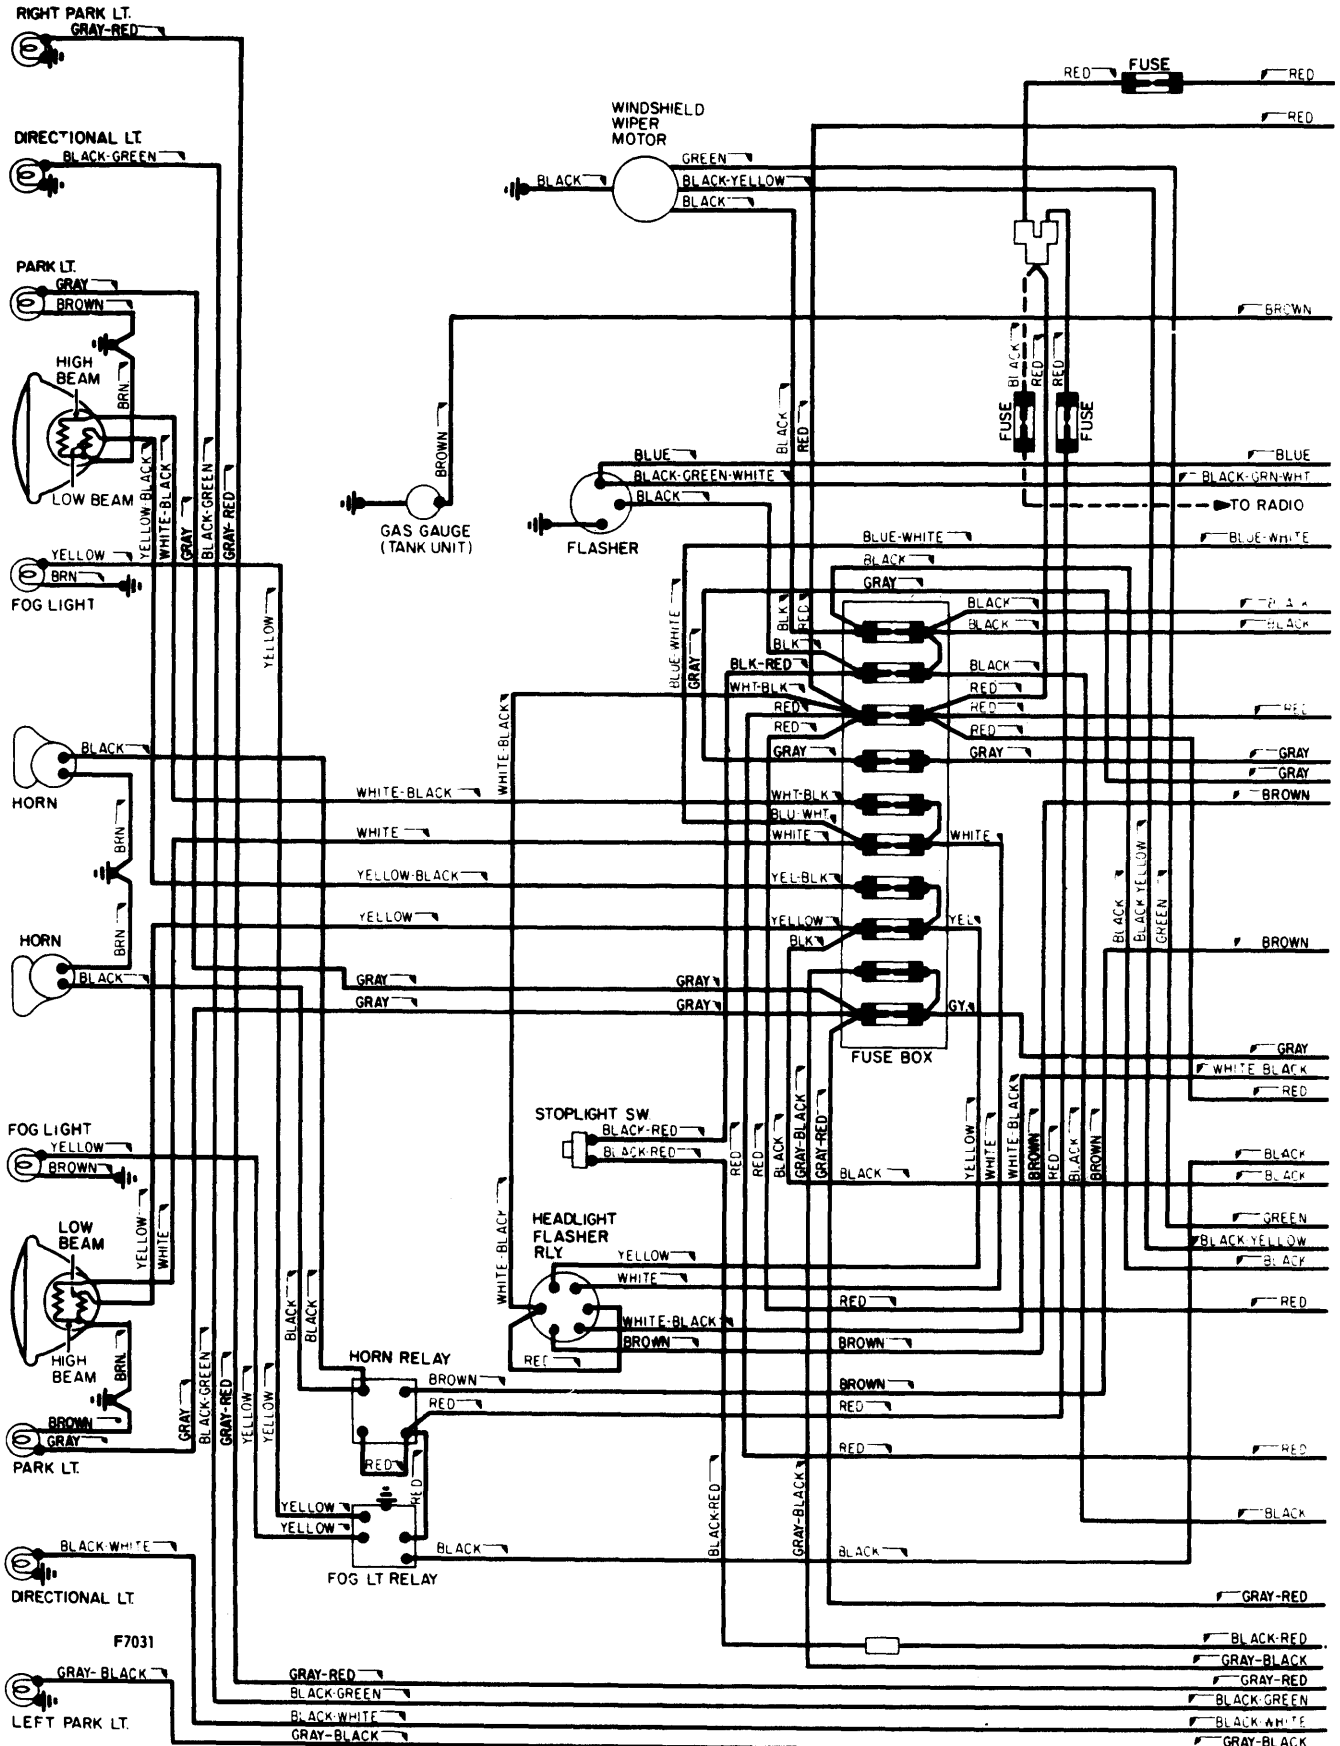 RIGHT PARK LT.
GRAY-RED
FUSE
RED
RED
WINDSHIELD
WIPER
MOTOR
RED
DIRECTIONAL LT.
BLACK-GREEN
GREEN
BLACK
BLACK-YELLOW
BLACK
PARK LT.
GRAY
BROWN
BROWN
HIGH
BEAM
BRN
BLACK
RED
RED
FUSE
FUSE
BLACK
RED
BROWN
LOW BEAM
YELLOW-BLACK
WHITE-BLACK
GRAY
BLACK-GREEN
GRAY-RED
BLUE
BLUE
BLACK-GREEN-WHITE
BLACK-GRN-WHT
BLACK
TO RADIO
GAS GAUGE
(TANK UNIT)
FLASHER
BLUE-WHITE
BLUE-WHITE
YELLOW
BRN
FOG LIGHT
BLACK
GRAY
BLUE-WHITE
GRAY
BLK
RED
BLACK
BLACK
BLACK
YELLOW
BLK
BLK-RED
BLACK
WHT-BLK
RED
RED
RED
RED
RED
RED
WHITE-BLACK
BLACK
HORN
GRAY
GRAY
GRAY
GRAY
WHITE-BLACK
WHT-BLK
BROWN
BLU-WHT
BRN
WHITE
WHITE
WHITE
YELLOW-BLACK
YEL-BLK
BLACK
BLACK YELLOW
GREEN
BRN
YELLOW
YELLOW
YEL
BLK
BROWN
HORN
BLACK
GRAY
GRAY
GRAY
GRAY
GY.
FUSE BOX
GRAY
WHITE BLACK
RED
STOPLIGHT SW.
BLACK-RED
BLACK-RED
RED
RED
BLACK
GRAY-BLACK
GRAY-RED
BLACK
YELLOW
WHITE
WHITE-BLACK
BROWN
RED
BLACK
BROWN
BLACK
BLACK
FOG LIGHT
YELLOW
BROWN
YELLOW
WHITE
WHITE-BLACK
HEADLIGHT
FLASHER
RLY
GREEN
BLACK-YELLOW
BLACK
LOW
BEAM
YELLOW
WHITE
RED
RED
WHITE-BLACK
BROWN
BROWN
RED
BLACK
BLACK
HIGH
BEAM
BRN
HORN RELAY
BROWN
BROWN
RED
RED
BROWN
GRAY
PARK LT.
GRAY
BLACK-GREEN
GRAY-RED
YELLOW
YELLOW
RED
RED
RED
RED
YELLOW
YELLOW
BLACK-RED
GRAY-BLACK
BLACK
BLACK
BLACK
FOG LT RELAY
BLACK-WHITE
DIRECTIONAL LT.
GRAY-RED
F7031
BLACK-RED
GRAY-BLACK
GRAY-BLACK
LEFT PARK LT.
GRAY-RED
GRAY-RED
BLACK-GREEN
BLACK-GREEN
BLACK-WHITE
BLACK-WHITE
GRAY-BLACK
GRAY-BLACK